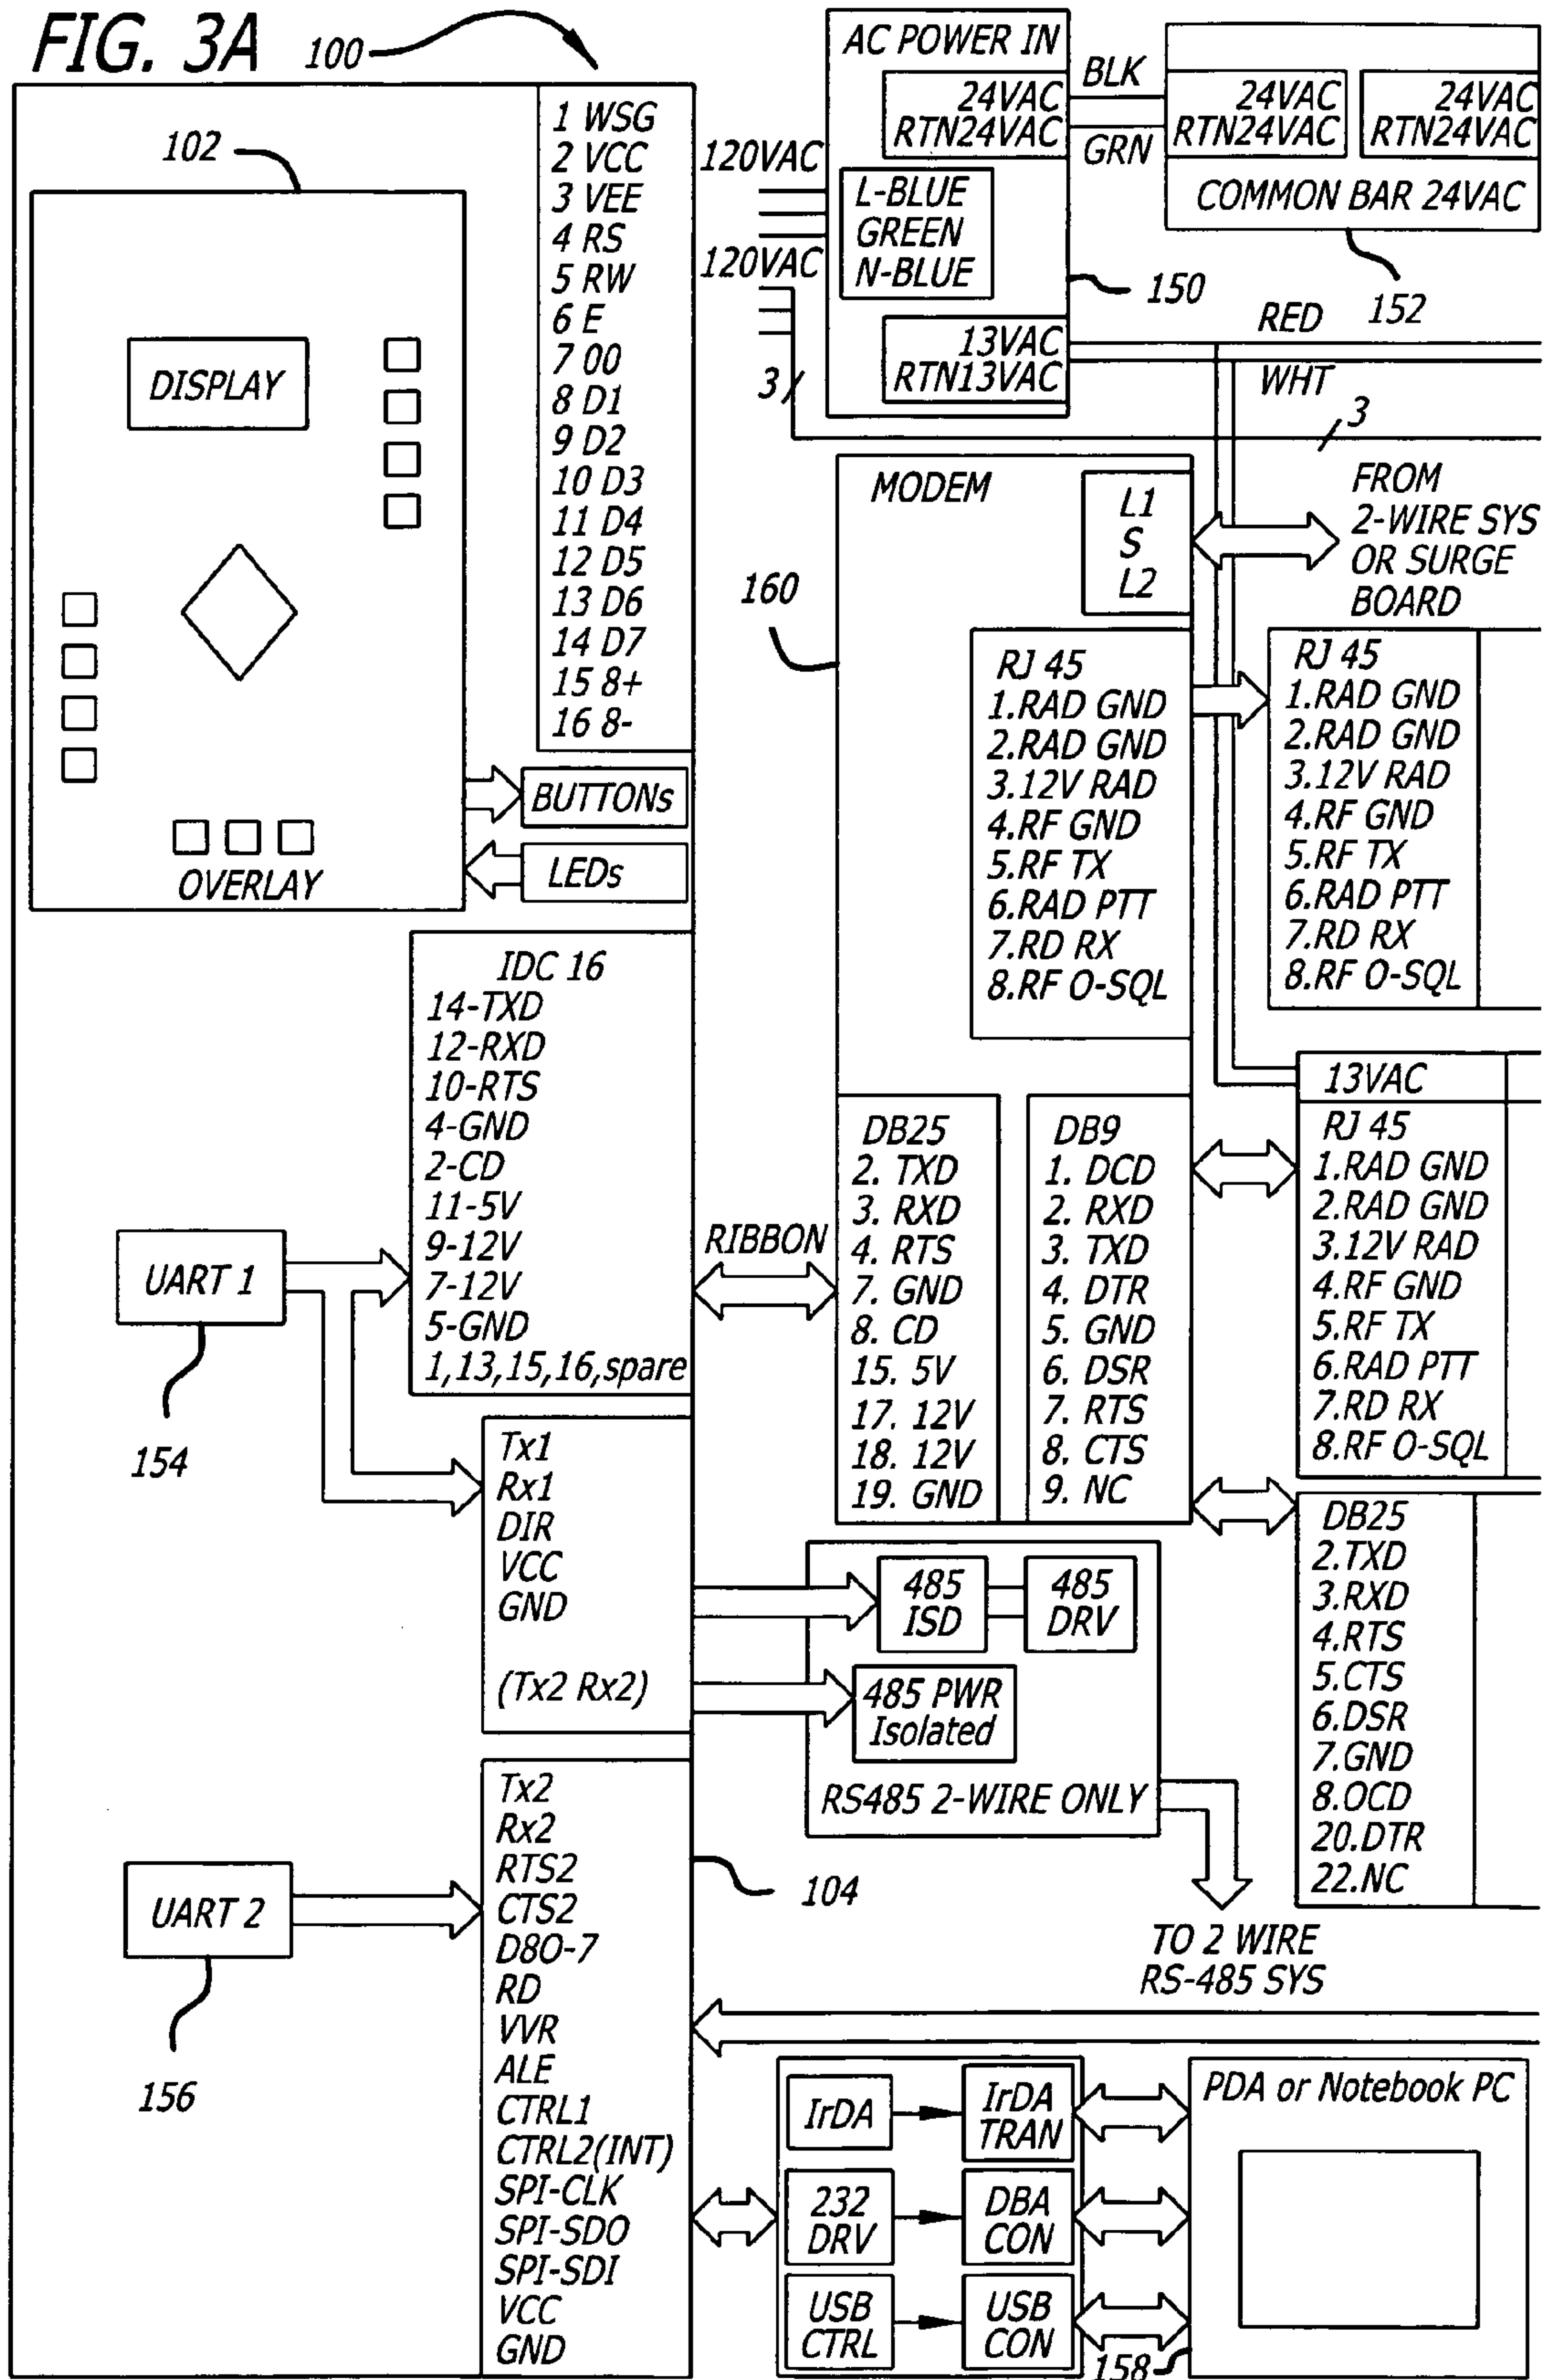 FIG. 3A
100
102
DISPLAY
OVERLAY
1 WSG
2 VCC
3 VEE
4 RS
5 RW
6 E
7 00
8 D1
9 D2
10 D3
11 D4
12 D5
13 D6
14 D7
15 8+
16 8-
BUTTONs
LEDs
IDC 16
14-TXD
12-RXD
10-RTS
4-GND
2-CD
11-5V
9-12V
7-12V
5-GND
1,13,15,16,spare
UART 1
154
Tx1
Rx1
DIR
VCC
GND
(Tx2 Rx2)
UART 2
156
Tx2
Rx2
RTS2
CTS2
D8O-7
RD
VVR
ALE
CTRL1
CTRL2(INT)
SPI-CLK
SPI-SDO
SPI-SDI
VCC
GND
104
AC POWER IN
24VAC
RTN24VAC
120VAC
L-BLUE
GREEN
N-BLUE
120VAC
13VAC
RTN13VAC
3
150
BLK
GRN
24VAC
RTN24VAC
24VAC
RTN24VAC
COMMON BAR 24VAC
152
RED
WHT
3
MODEM
160
L1
S
L2
FROM
2-WIRE SYS
OR SURGE
BOARD
RJ 45
1.RAD GND
2.RAD GND
3.12V RAD
4.RF GND
5.RF TX
6.RAD PTT
7.RD RX
8.RF O-SQL
RJ 45
1.RAD GND
2.RAD GND
3.12V RAD
4.RF GND
5.RF TX
6.RAD PTT
7.RD RX
8.RF O-SQL
RIBBON
DB25
2. TXD
3. RXD
4. RTS
7. GND
8. CD
15. 5V
17. 12V
18. 12V
19. GND
DB9
1. DCD
2. RXD
3. TXD
4. DTR
5. GND
6. DSR
7. RTS
8. CTS
9. NC
13VAC
RJ 45
1.RAD GND
2.RAD GND
3.12V RAD
4.RF GND
5.RF TX
6.RAD PTT
7.RD RX
8.RF O-SQL
DB25
2.TXD
3.RXD
4.RTS
5.CTS
6.DSR
7.GND
8.OCD
20.DTR
22.NC
485
ISD
485
DRV
485 PWR
Isolated
RS485 2-WIRE ONLY
TO 2 WIRE
RS-485 SYS
IrDA
IrDA
TRAN
232
DRV
DBA
CON
USB
CTRL
USB
CON
PDA or Notebook PC
158